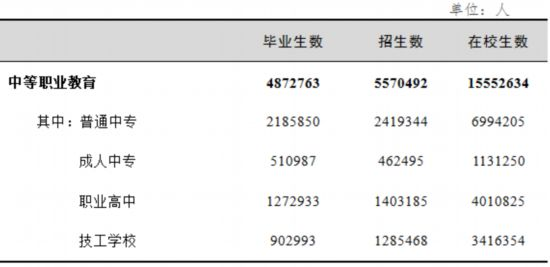 单位：人
毕业生数 招生数 在校生数
中等职业教育 4872763 5570492 15552634
其中：普通中专 2185850 2419344 6994205
成人中专 510987 462495 1131250
职业高中 1272933 1403185 4010825
技工学校 902993 1285468 3416354